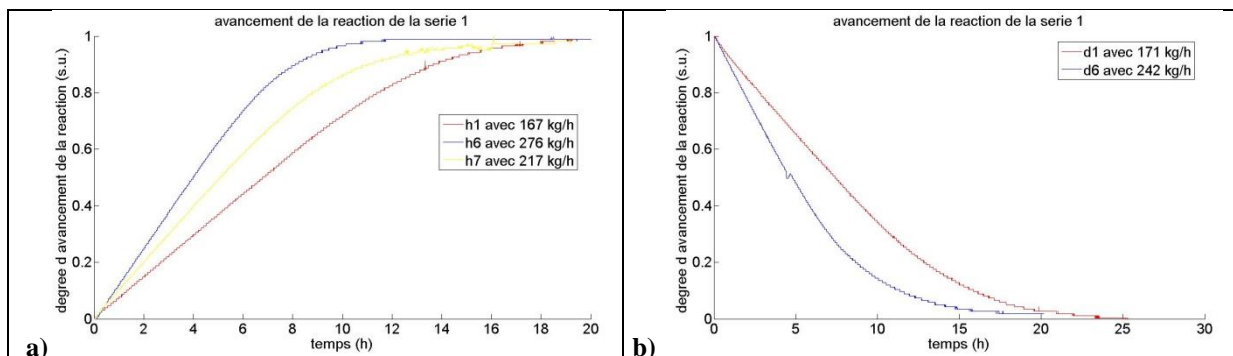 avancement de la reaction de la serie 1
degree d avancement de la reaction (s.u.)
1
0.8
0.6
0.4
0.2
0
0 2 4 6 8 10 12 14 16 18 20
temps (h)
h1 avec 167 kg/h
h6 avec 276 kg/h
h7 avec 217 kg/h
a)
avancement de la reaction de la serie 1
degree d avancement de la reaction (s.u.)
1
0.8
0.6
0.4
0.2
0
0 5 10 15 20 25 30
temps (h)
d1 avec 171 kg/h
d6 avec 242 kg/h
b)